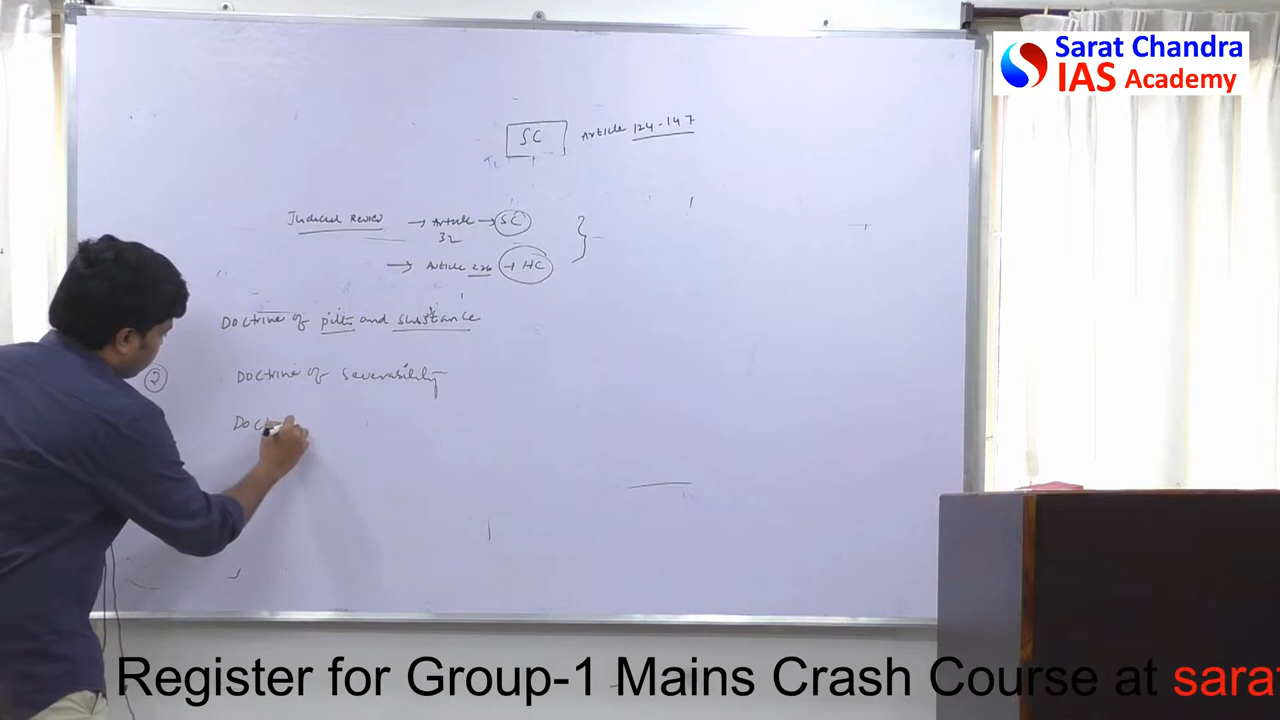 Sarat Chandra
IAS Academy
SC Article 124-147
Judicial Review → Article → SC
32
→ Article 226 → HC
Doctrine of and substance
② Doctrine of severability
Doct
Register for Group-1 Mains Crash Course at sara